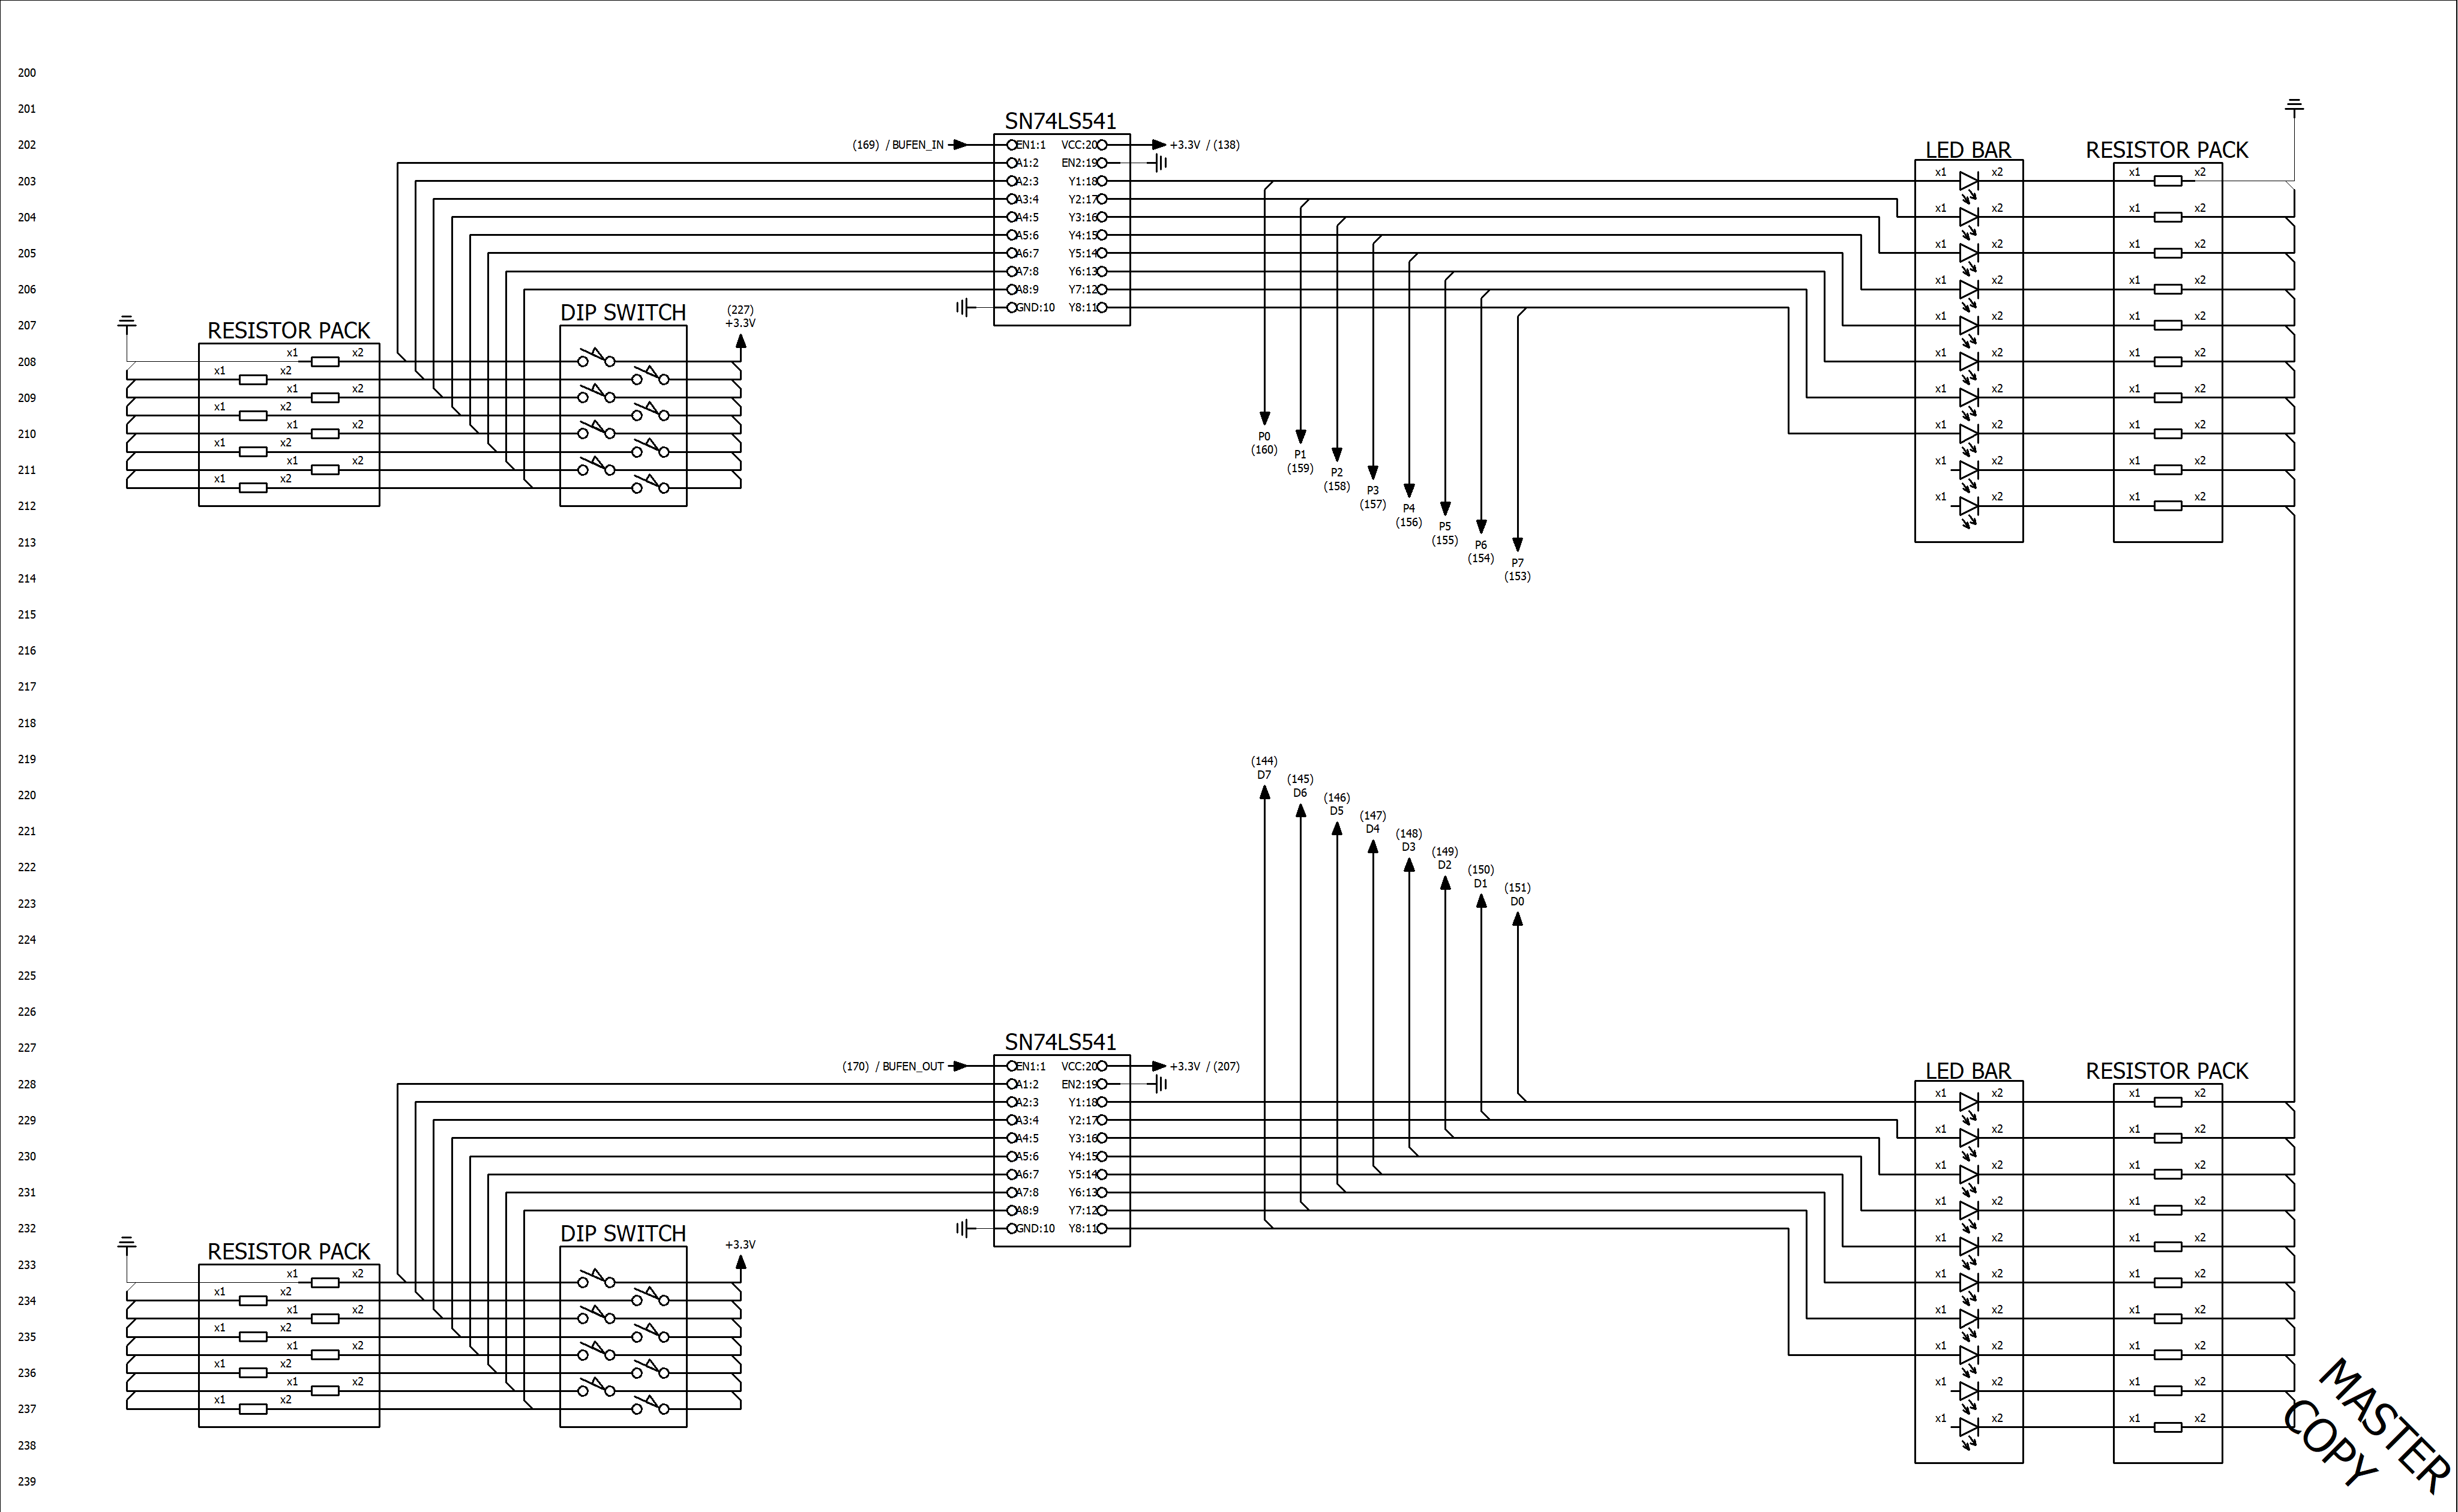 200
201
SN74LS541
202
(169) / BUFEN_IN
EN1:1 VCC:20
+3.3V / (138)
LED BAR
RESISTOR PACK
A1:2 EN2:19
203
A2:3 Y1:18
x1 x2 x1 x2
A3:4 Y2:17
204
A4:5 Y3:16
x1 x2 x1 x2
A5:6 Y4:15
205
A6:7 Y5:14
x1 x2 x1 x2
A7:8 Y6:13
206
A8:9 Y7:12
x1 x2 x1 x2
GND:10 Y8:11
207
RESISTOR PACK
DIP SWITCH
(227)
+3.3V
x1 x2 x1 x2
208
x1 x2
x1 x2 x1 x2
x1 x2
209
x1 x2
x1 x2 x1 x2
x1 x2
210
x1 x2
x1 x2 x1 x2
x1 x2
211
x1 x2
x1 x2 x1 x2
x1 x2
212
x1 x2 x1 x2
P0
(160)
P1
(159)
P2
(158)
P3
(157)
P4
(156)
P5
(155)
P6
(154)
P7
(153)
213
214
215
216
217
218
219
220
221
222
223
224
225
226
(144)
D7
(145)
D6
(146)
D5
(147)
D4
(148)
D3
(149)
D2
(150)
D1
(151)
D0
227
SN74LS541
(170) / BUFEN_OUT
EN1:1 VCC:20
+3.3V / (207)
LED BAR
RESISTOR PACK
228
A1:2 EN2:19
A2:3 Y1:18
x1 x2 x1 x2
229
A3:4 Y2:17
A4:5 Y3:16
x1 x2 x1 x2
230
A5:6 Y4:15
A6:7 Y5:14
x1 x2 x1 x2
231
A7:8 Y6:13
A8:9 Y7:12
x1 x2 x1 x2
232
GND:10 Y8:11
RESISTOR PACK
DIP SWITCH
+3.3V
x1 x2 x1 x2
233
x1 x2
x1 x2 x1 x2
234
x1 x2
x1 x2
x1 x2 x1 x2
235
x1 x2
x1 x2
x1 x2 x1 x2
236
x1 x2
x1 x2
x1 x2 x1 x2
237
x1 x2
x1 x2 x1 x2
238
239
MASTER
COPY